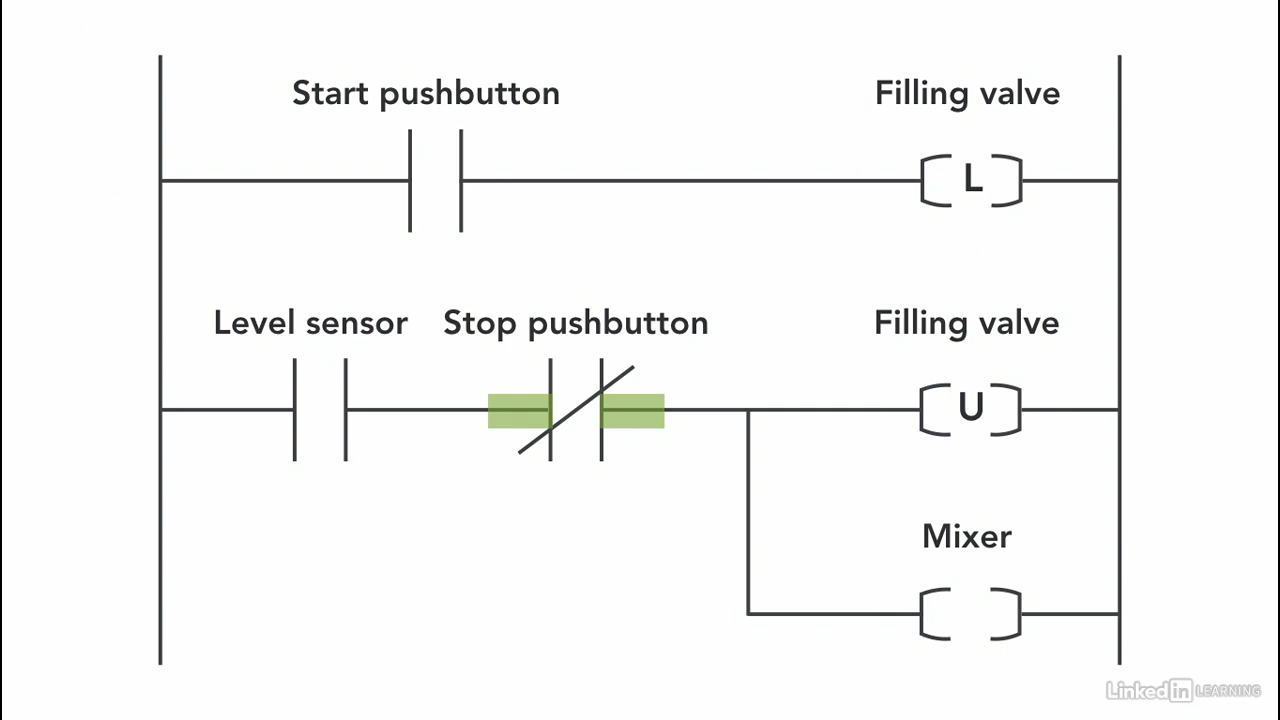 Start pushbutton Filling valve
L
Level sensor Stop pushbutton Filling valve
U
Mixer
LinkedIn LEARNING